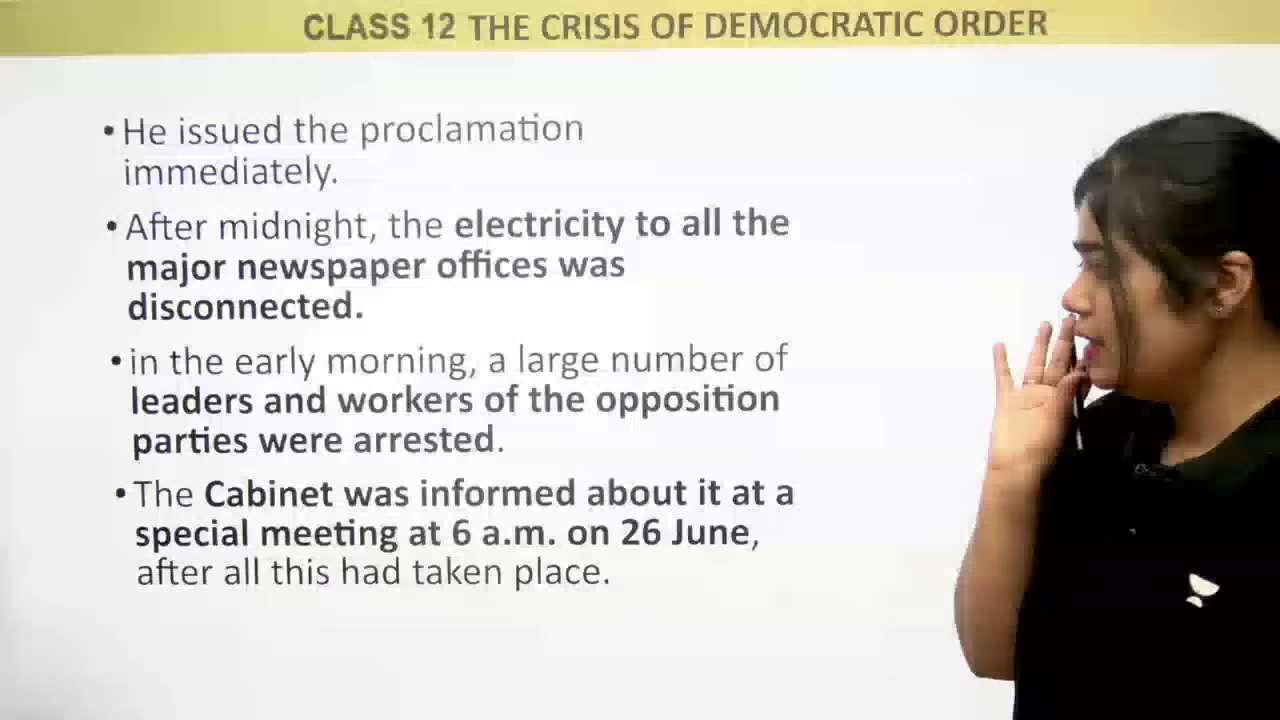 CLASS 12 THE CRISIS OF DEMOCRATIC ORDER
• He issued the proclamation
immediately.
• After midnight, the electricity to all the
major newspaper offices was
disconnected.
• in the early morning, a large number of
leaders and workers of the opposition
parties were arrested.
• The Cabinet was informed about it at a
special meeting at 6 a.m. on 26 June,
after all this had taken place.